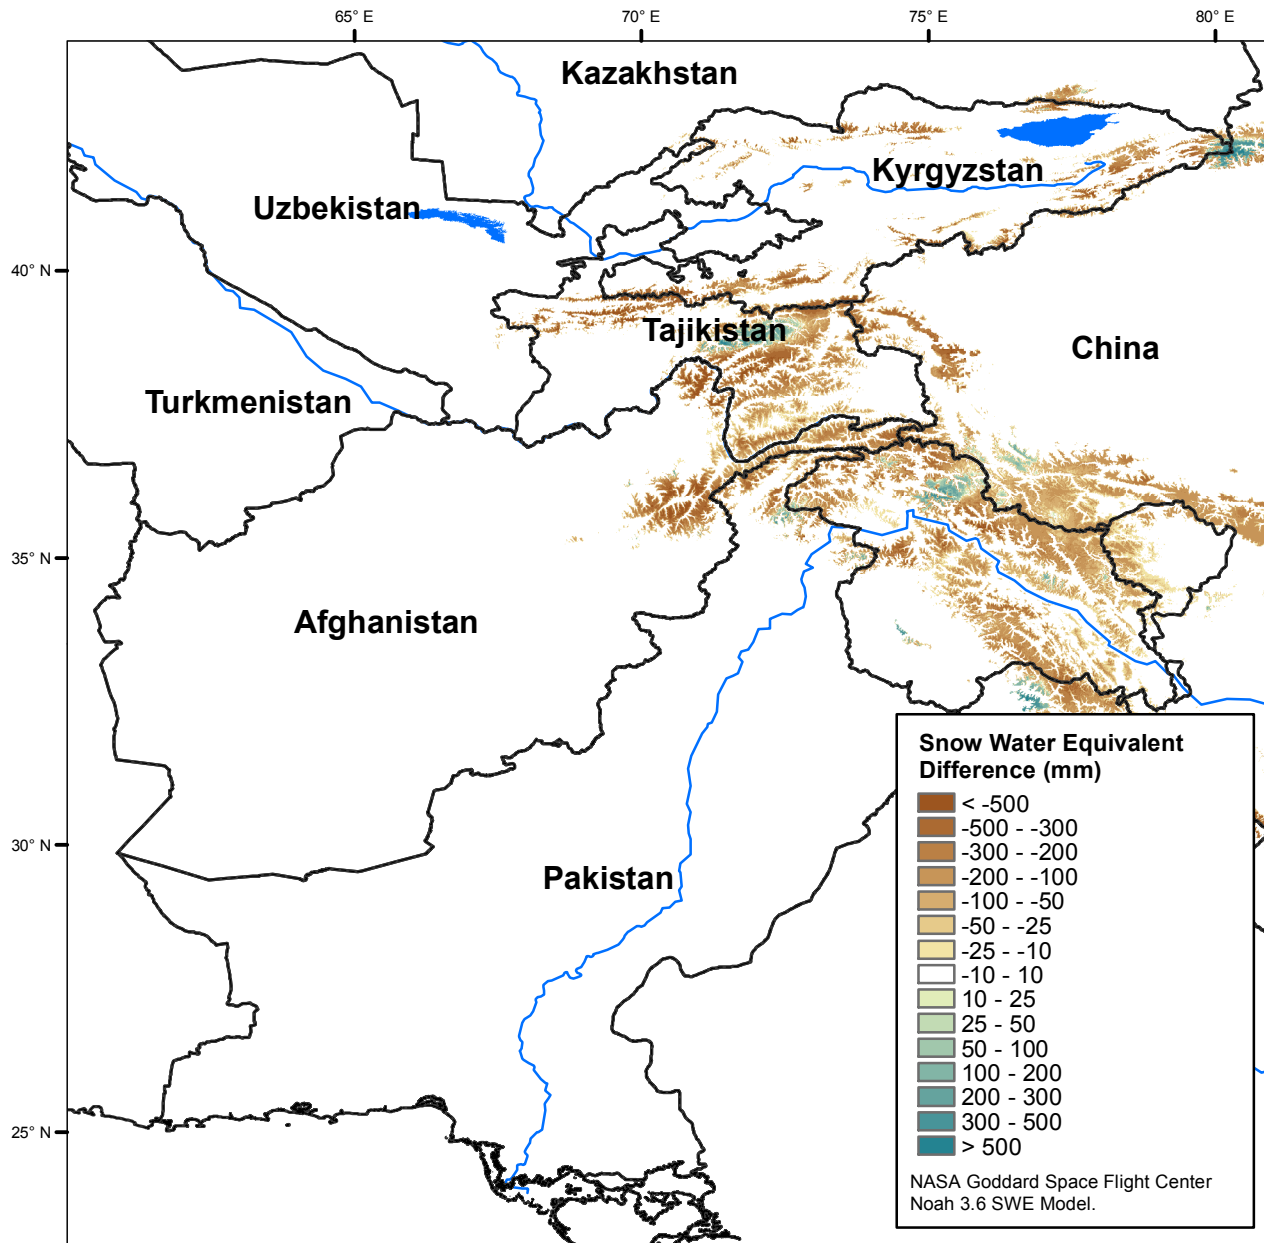 65° E 70° E 75° E 80° E
Kazakhstan
Kyrgyzstan
Uzbekistan
40° N
Tajikistan
China
Turkmenistan
35° N
Afghanistan
30° N
Pakistan
25° N
Snow Water Equivalent
Difference (mm)
< -500
-500 - -300
-300 - -200
-200 - -100
-100 - -50
-50 - -25
-25 - -10
-10 - 10
10 - 25
25 - 50
50 - 100
100 - 200
200 - 300
300 - 500
> 500
NASA Goddard Space Flight Center
Noah 3.6 SWE Model.